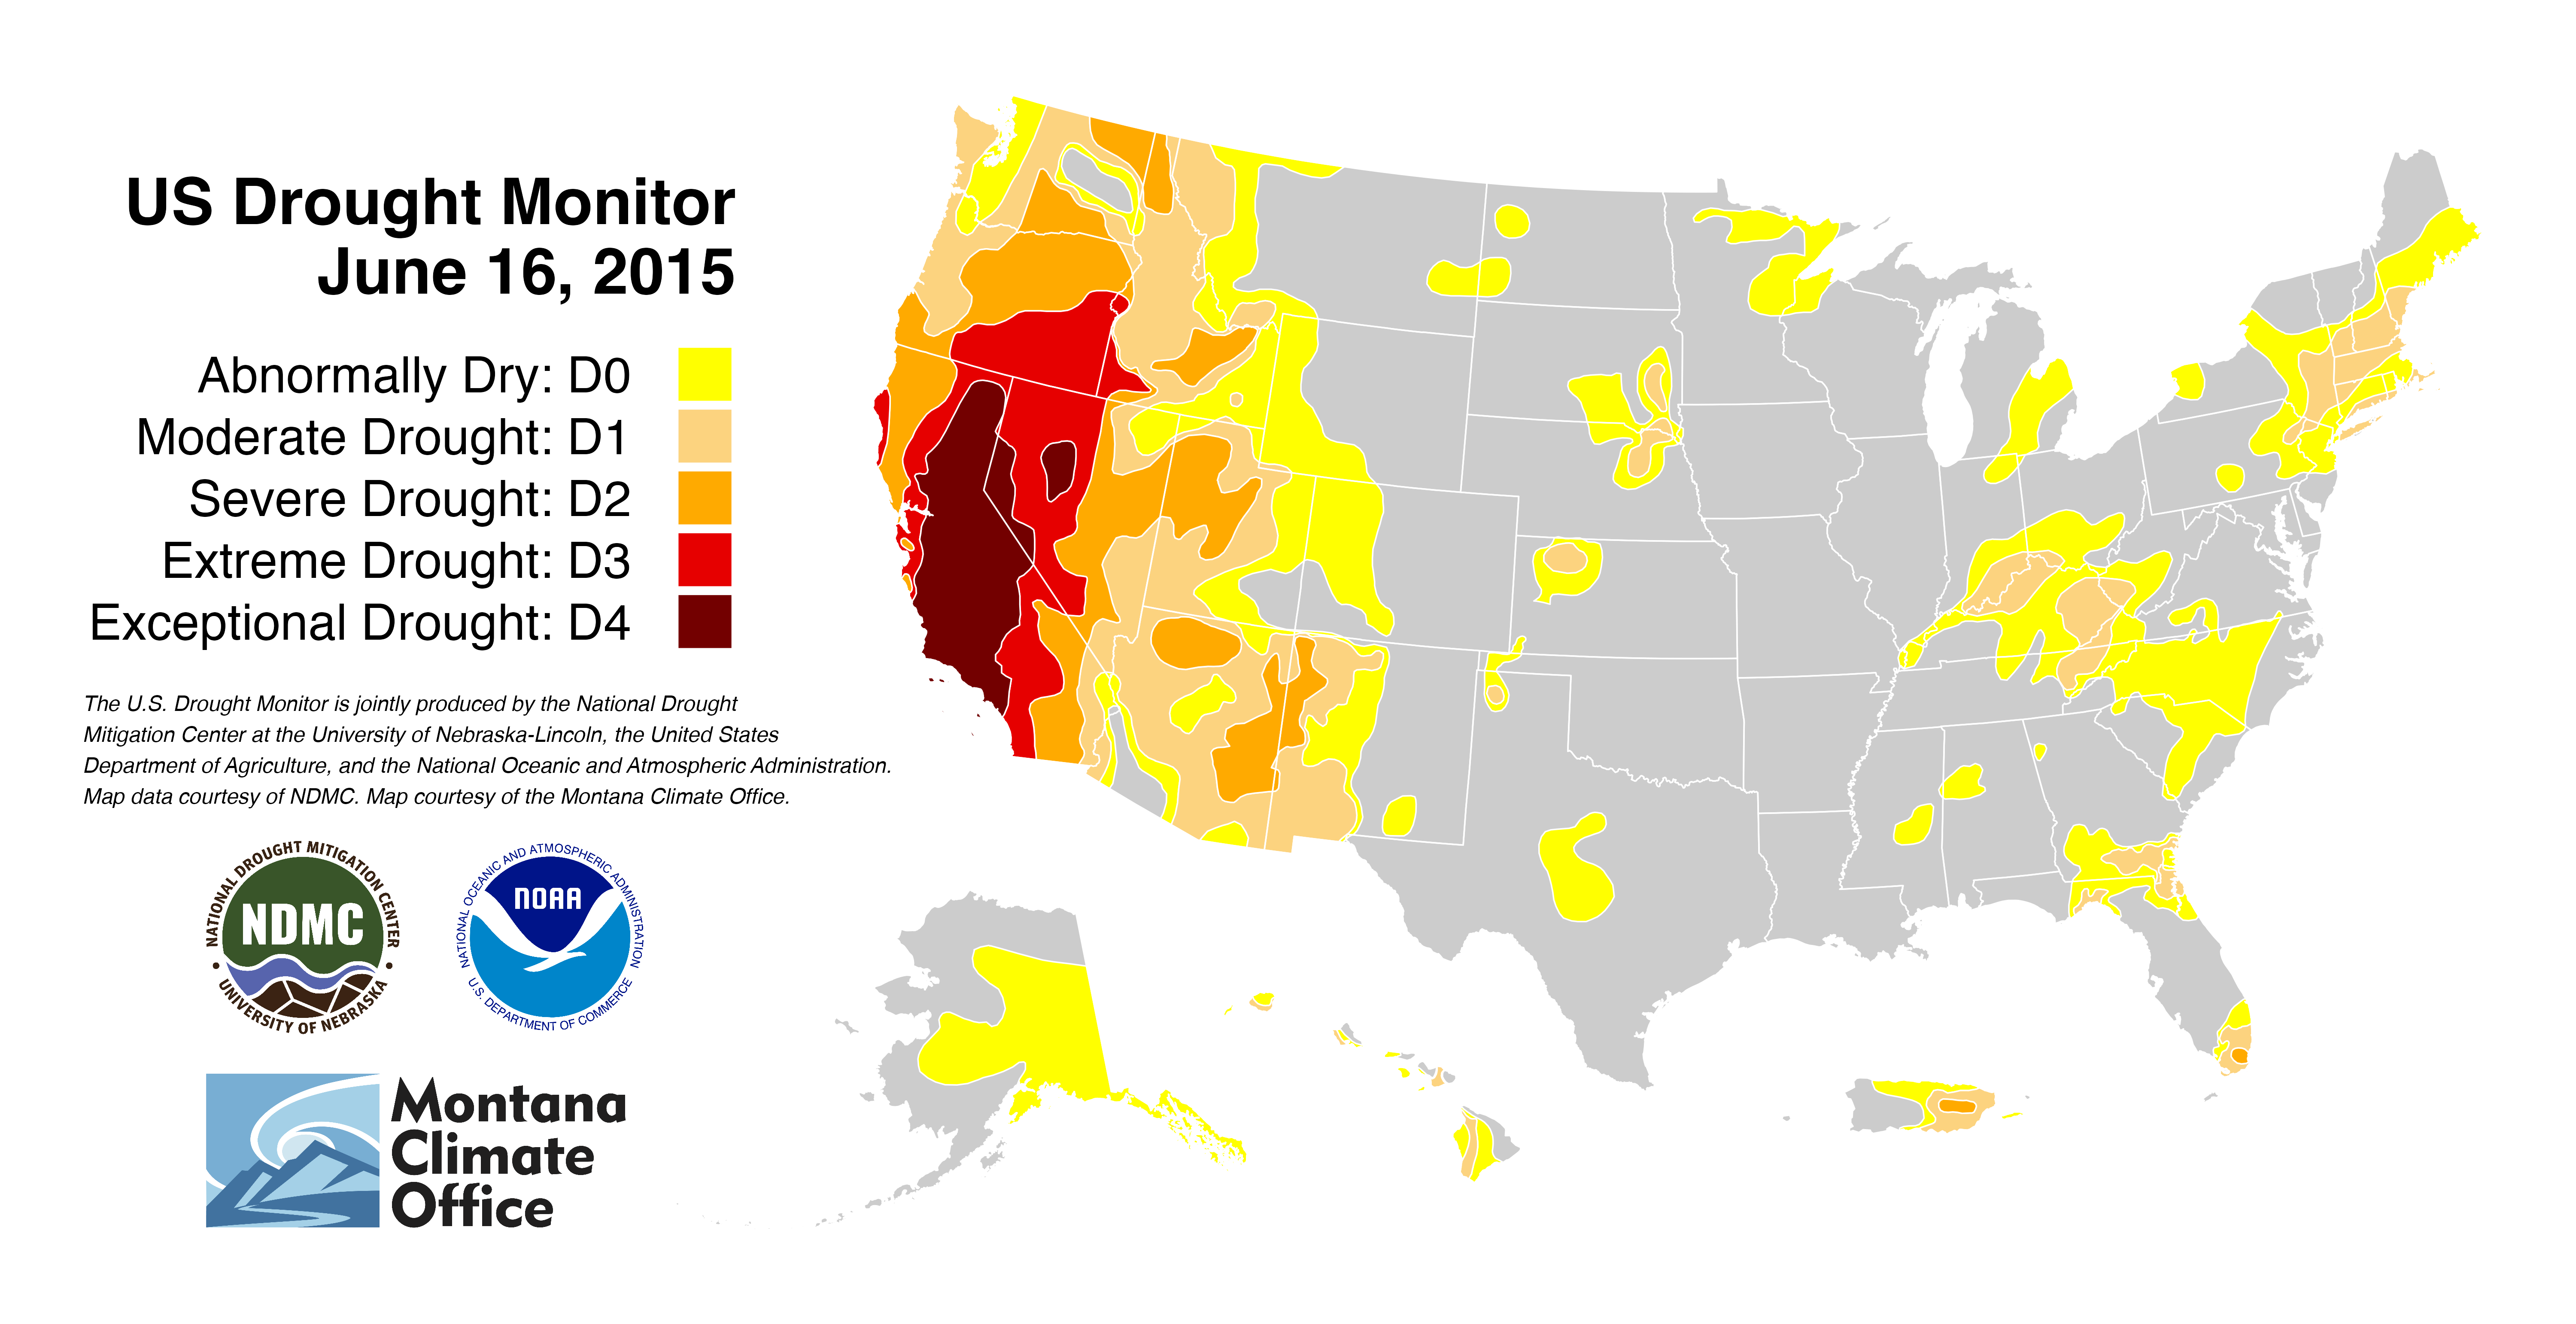 US Drought Monitor
June 16, 2015
Abnormally Dry: D0
Moderate Drought: D1
Severe Drought: D2
Extreme Drought: D3
Exceptional Drought: D4
The U.S. Drought Monitor is jointly produced by the National Drought
Mitigation Center at the University of Nebraska-Lincoln, the United States
Department of Agriculture, and the National Oceanic and Atmospheric Administration.
Map data courtesy of NDMC. Map courtesy of the Montana Climate Office.
NATIONAL DROUGHT MITIGATION CENTER
NDMC
• UNIVERSITY OF NEBRASKA •
NATIONAL OCEANIC AND ATMOSPHERIC ADMINISTRATION
NOAA
U.S. DEPARTMENT OF COMMERCE
Montana
Climate
Office